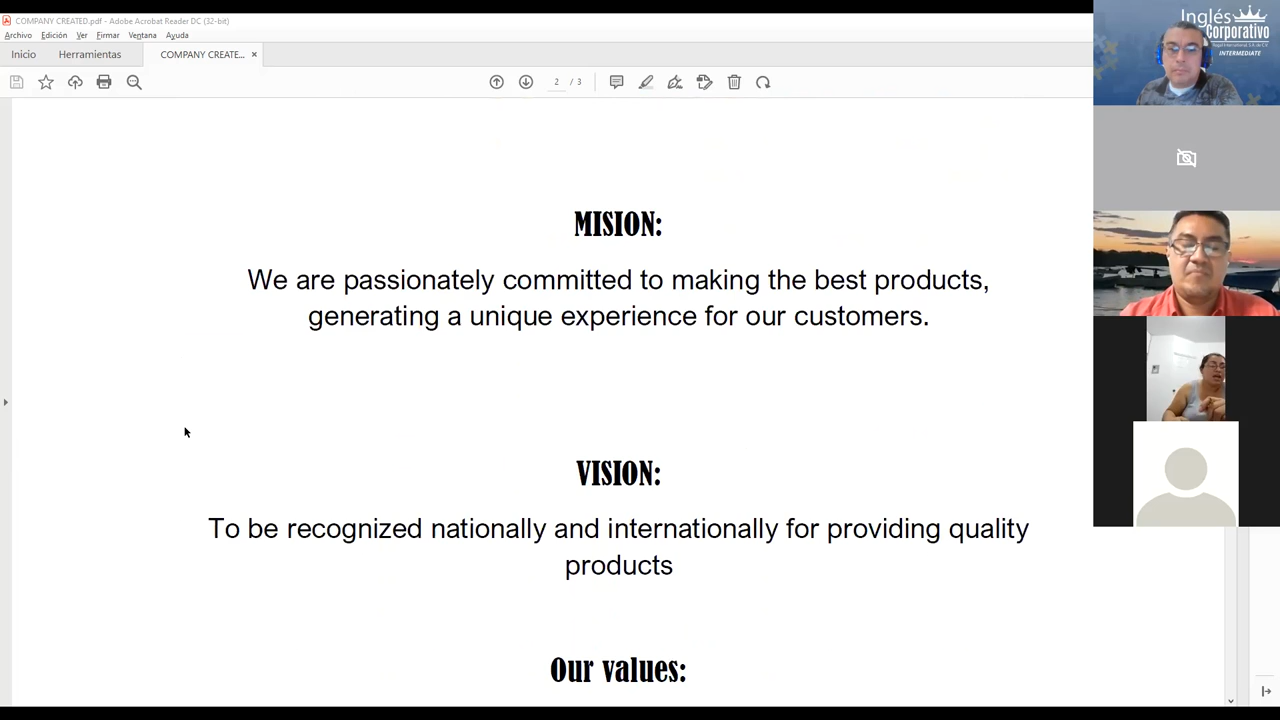 COMPANY CREATED.pdf - Adobe Acrobat Reader DC (32-bit)
Archivo Edición Ver Firmar Ventana Ayuda
Inicio Herramientas COMPANY CREATE... ×
2 / 3
MISION:
We are passionately committed to making the best products,
generating a unique experience for our customers.
VISION:
To be recognized nationally and internationally for providing quality
products
Our values:
Inglés
Corporativo
INTERMEDIATE